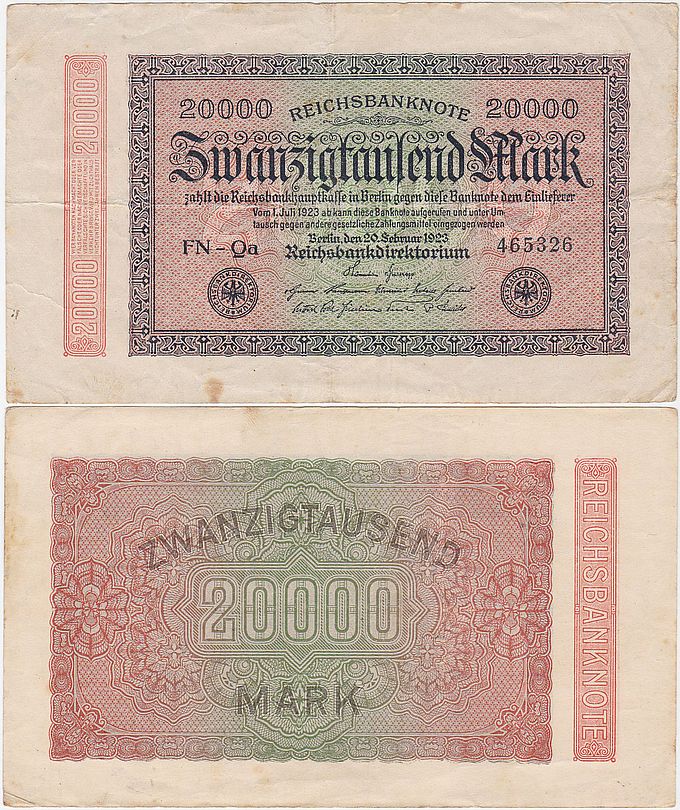 20000 REICHSBANKNOTE 20000
Zwanzigtausend Mark
zahlt die Reichsbankhauptkasse in Berlin gegen diese Banknote dem Einlieferer
Vom 1. Juli 1923 ab kann diese Banknote aufgerufen und unter Um-
tausch gegen andere gesetzliche Zahlungsmittel eingezogen werden
Berlin, den 20. Februar 1923
FN-Qa
Reichsbankdirektorium
465326
20000
20000
ZWANZIGTAUSEND
20000
MARK
REICHSBANKNOTE